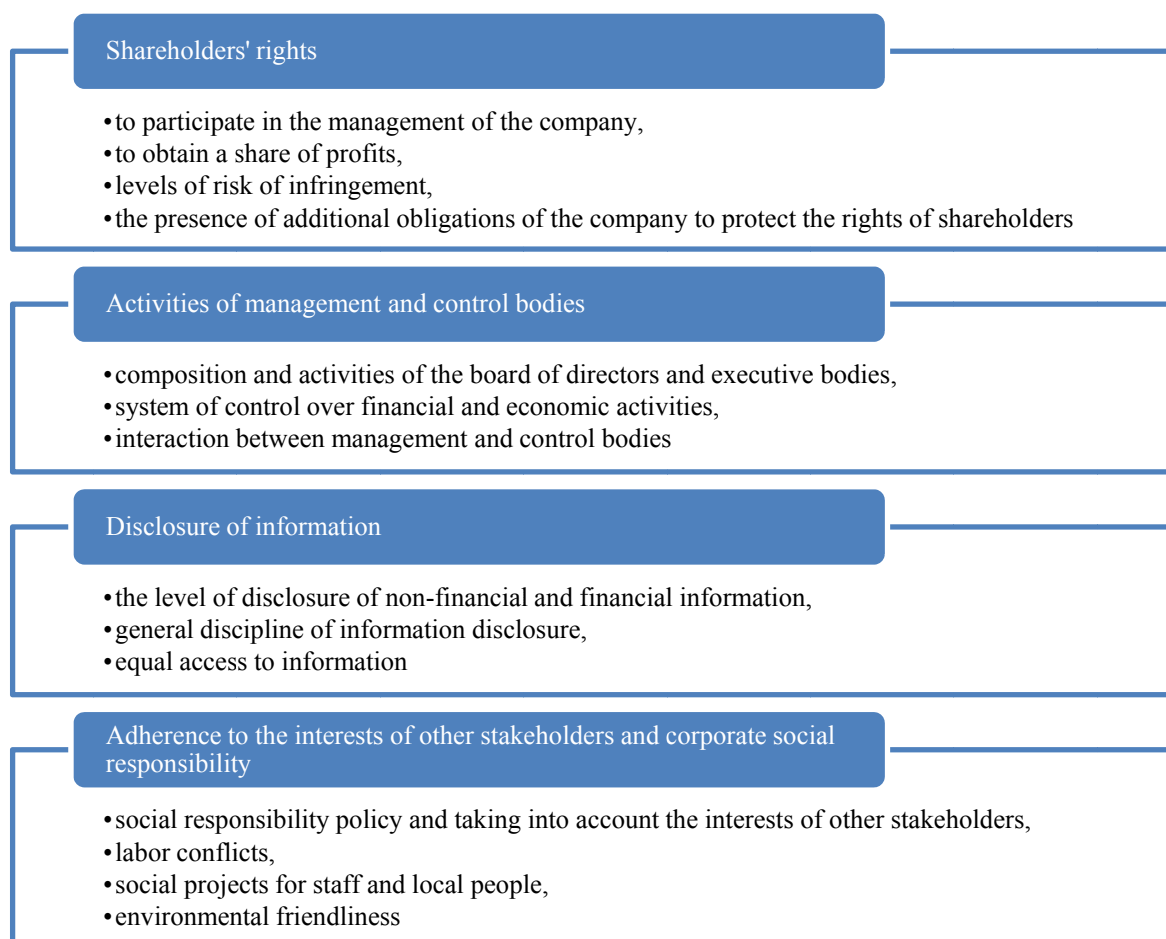 Shareholders' rights
•to participate in the management of the company,
•to obtain a share of profits,
•levels of risk of infringement,
•the presence of additional obligations of the company to protect the rights of shareholders
Activities of management and control bodies
•composition and activities of the board of directors and executive bodies,
•system of control over financial and economic activities,
•interaction between management and control bodies
Disclosure of information
•the level of disclosure of non-financial and financial information,
•general discipline of information disclosure,
•equal access to information
Adherence to the interests of other stakeholders and corporate social
responsibility
•social responsibility policy and taking into account the interests of other stakeholders,
•labor conflicts,
•social projects for staff and local people,
•environmental friendliness